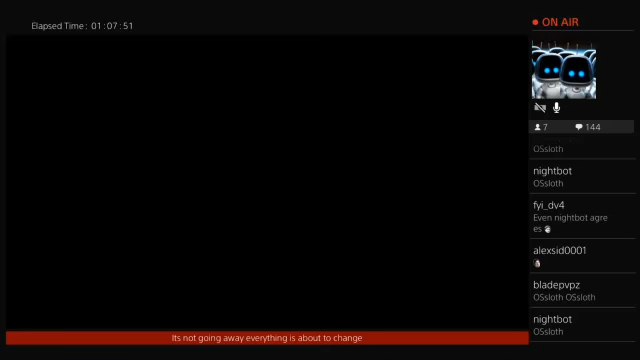 Elapsed Time : 01:07:51
ON AIR
7 144
OSsloth
nightbot
OSsloth
fyi_dv4
Even nightbot agre
es
alexsid0001
bladepvpz
OSsloth OSsloth
nightbot
OSsloth
Its not going away everything is about to change